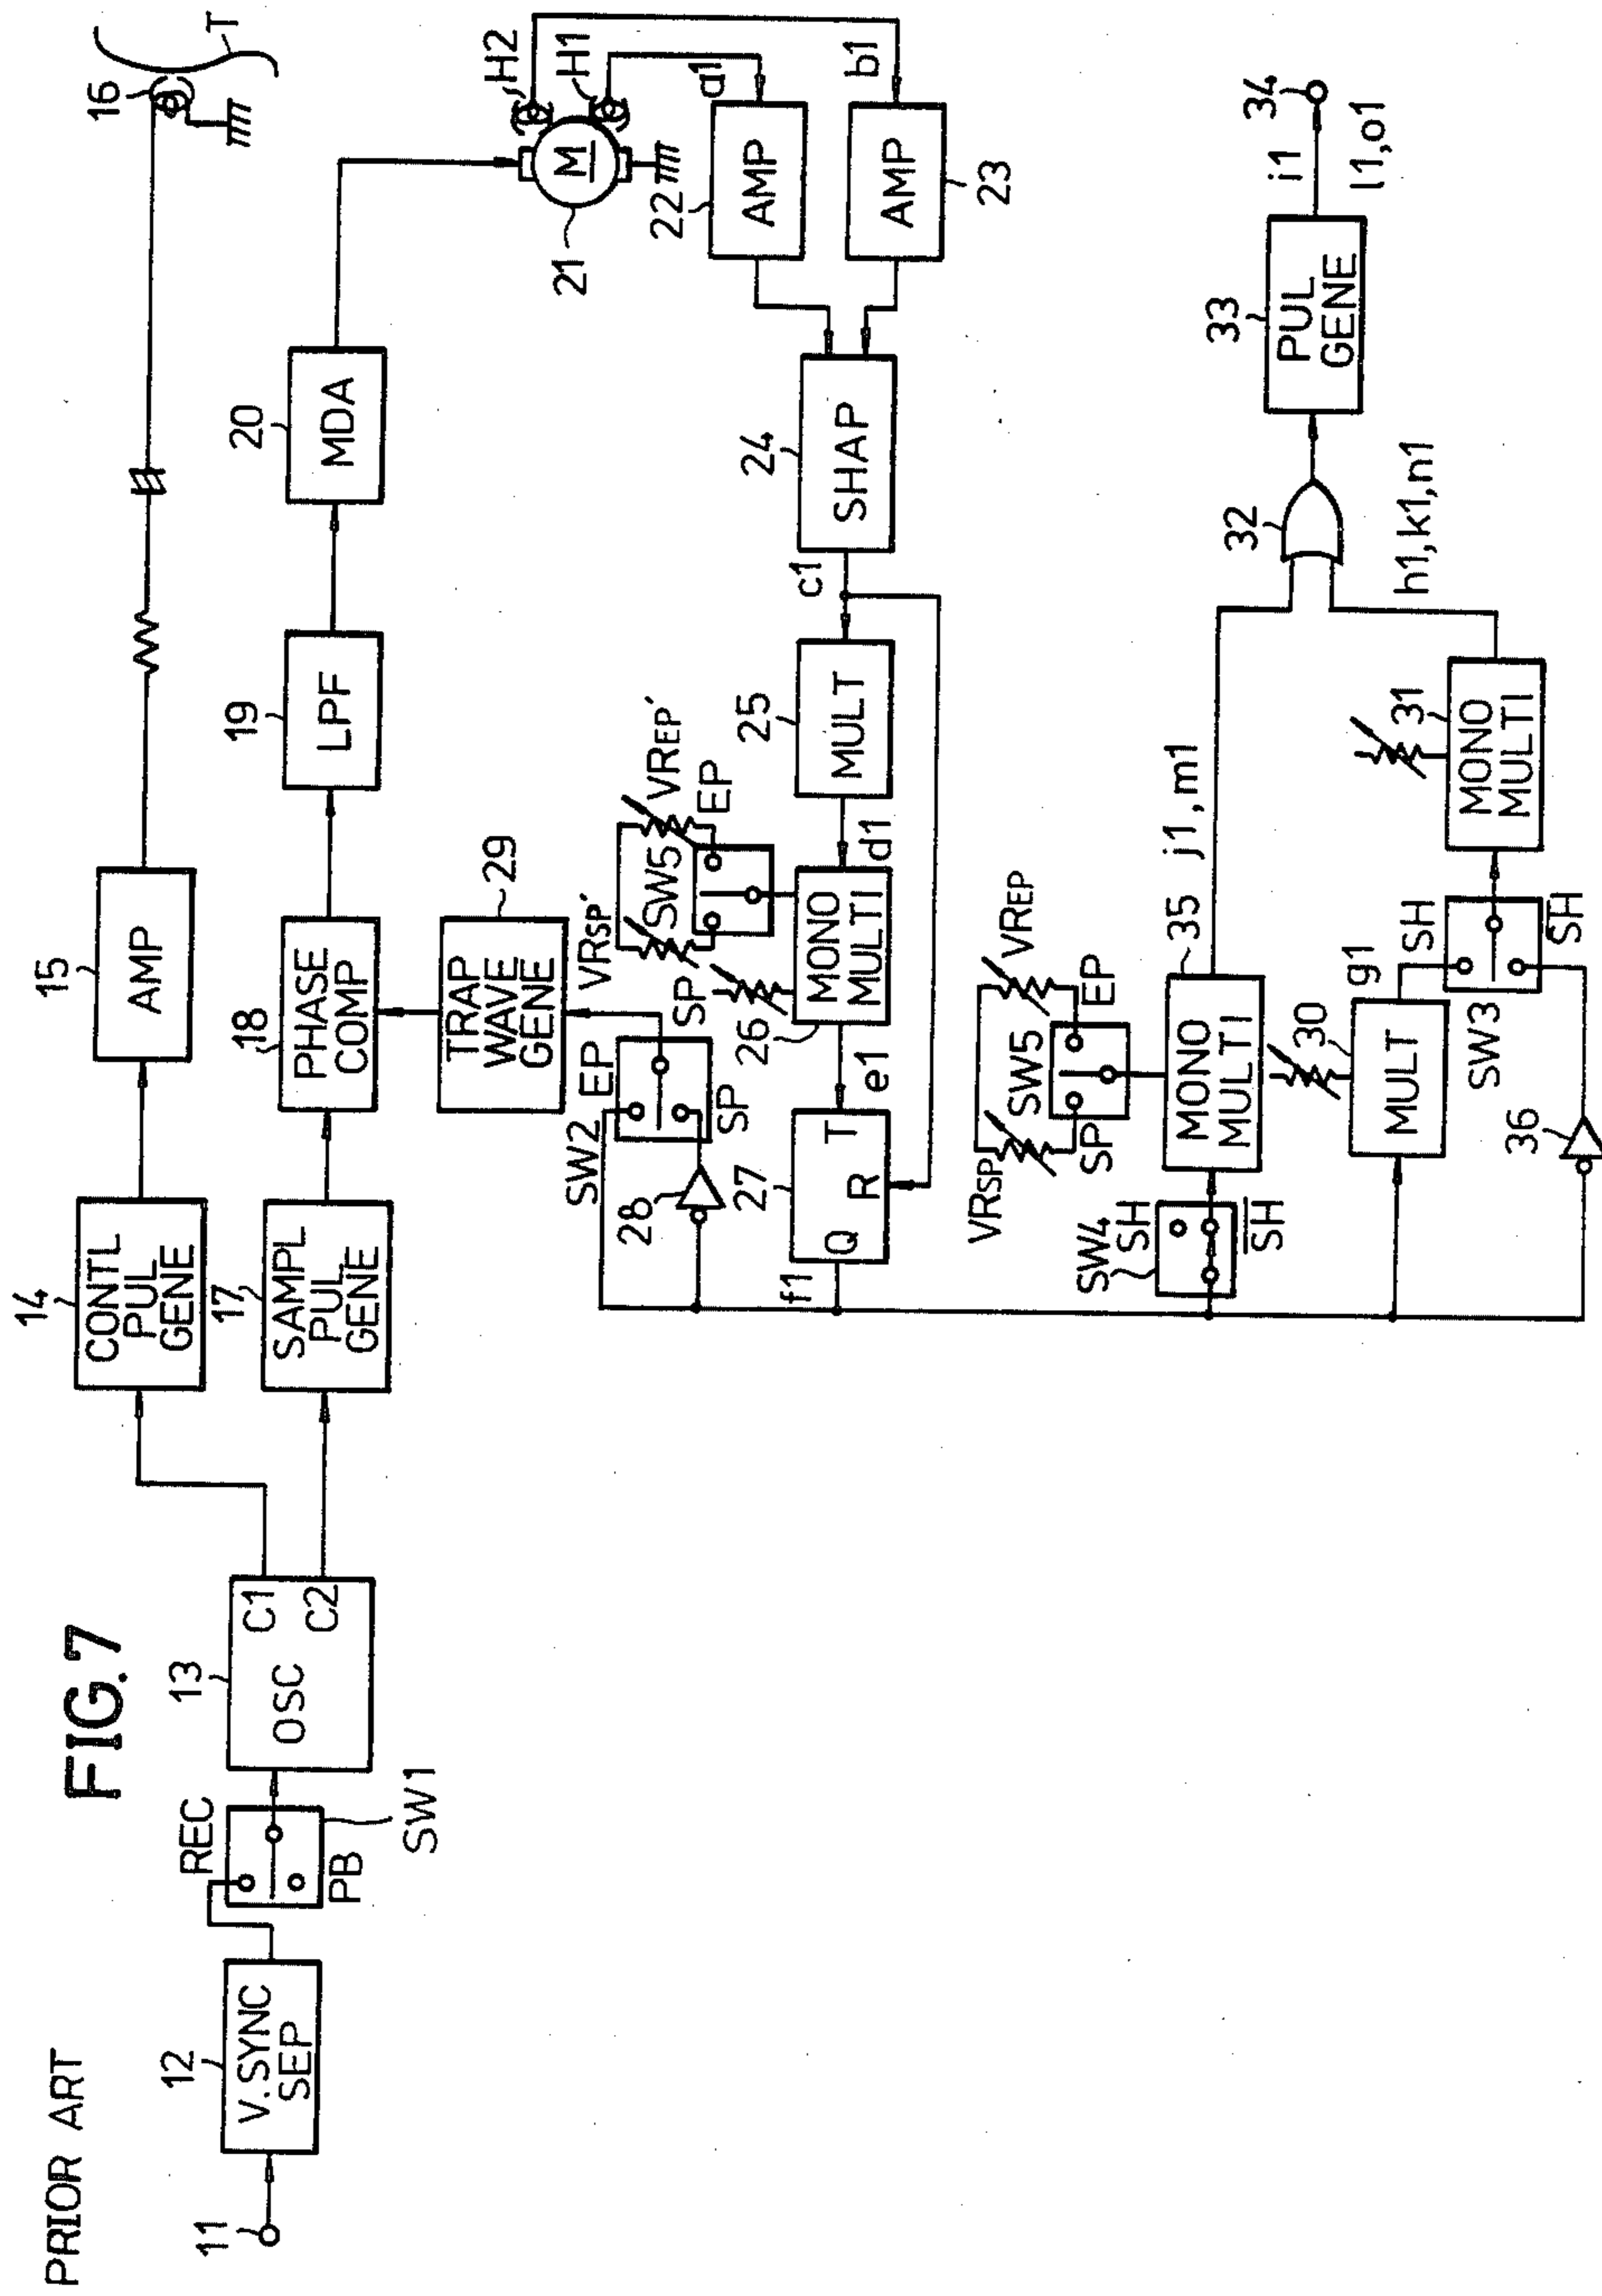 PRIOR ART
FIG.7
11
12
V.SYNC
SEP
REC
PB
SW1
13
OSC
C1
C2
14
CONTL
PUL
GENE
15
AMP
16
T
17
SAMPL
PUL
GENE
18
PHASE
COMP
19
LPF
20
MDA
21
M
H2
H1
a1
b1
22
AMP
23
AMP
24
SHAP
c1
25
MULT
d1
26
MONO
MULTI
SW5
SP
EP
VRSP'
VREP'
e1
27
Q
T
R
f1
28
SW2
EP
SP
29
TRAP
WAVE
GENE
SW4
SH
SH
35
MONO
MULTI
SW5
SP
EP
VRSP
VREP
j1,m1
30
MULT
g1
36
SW3
SH
SH
31
MONO
MULTI
h1,k1,n1
32
33
PUL
GENE
i1
l1,o1
34